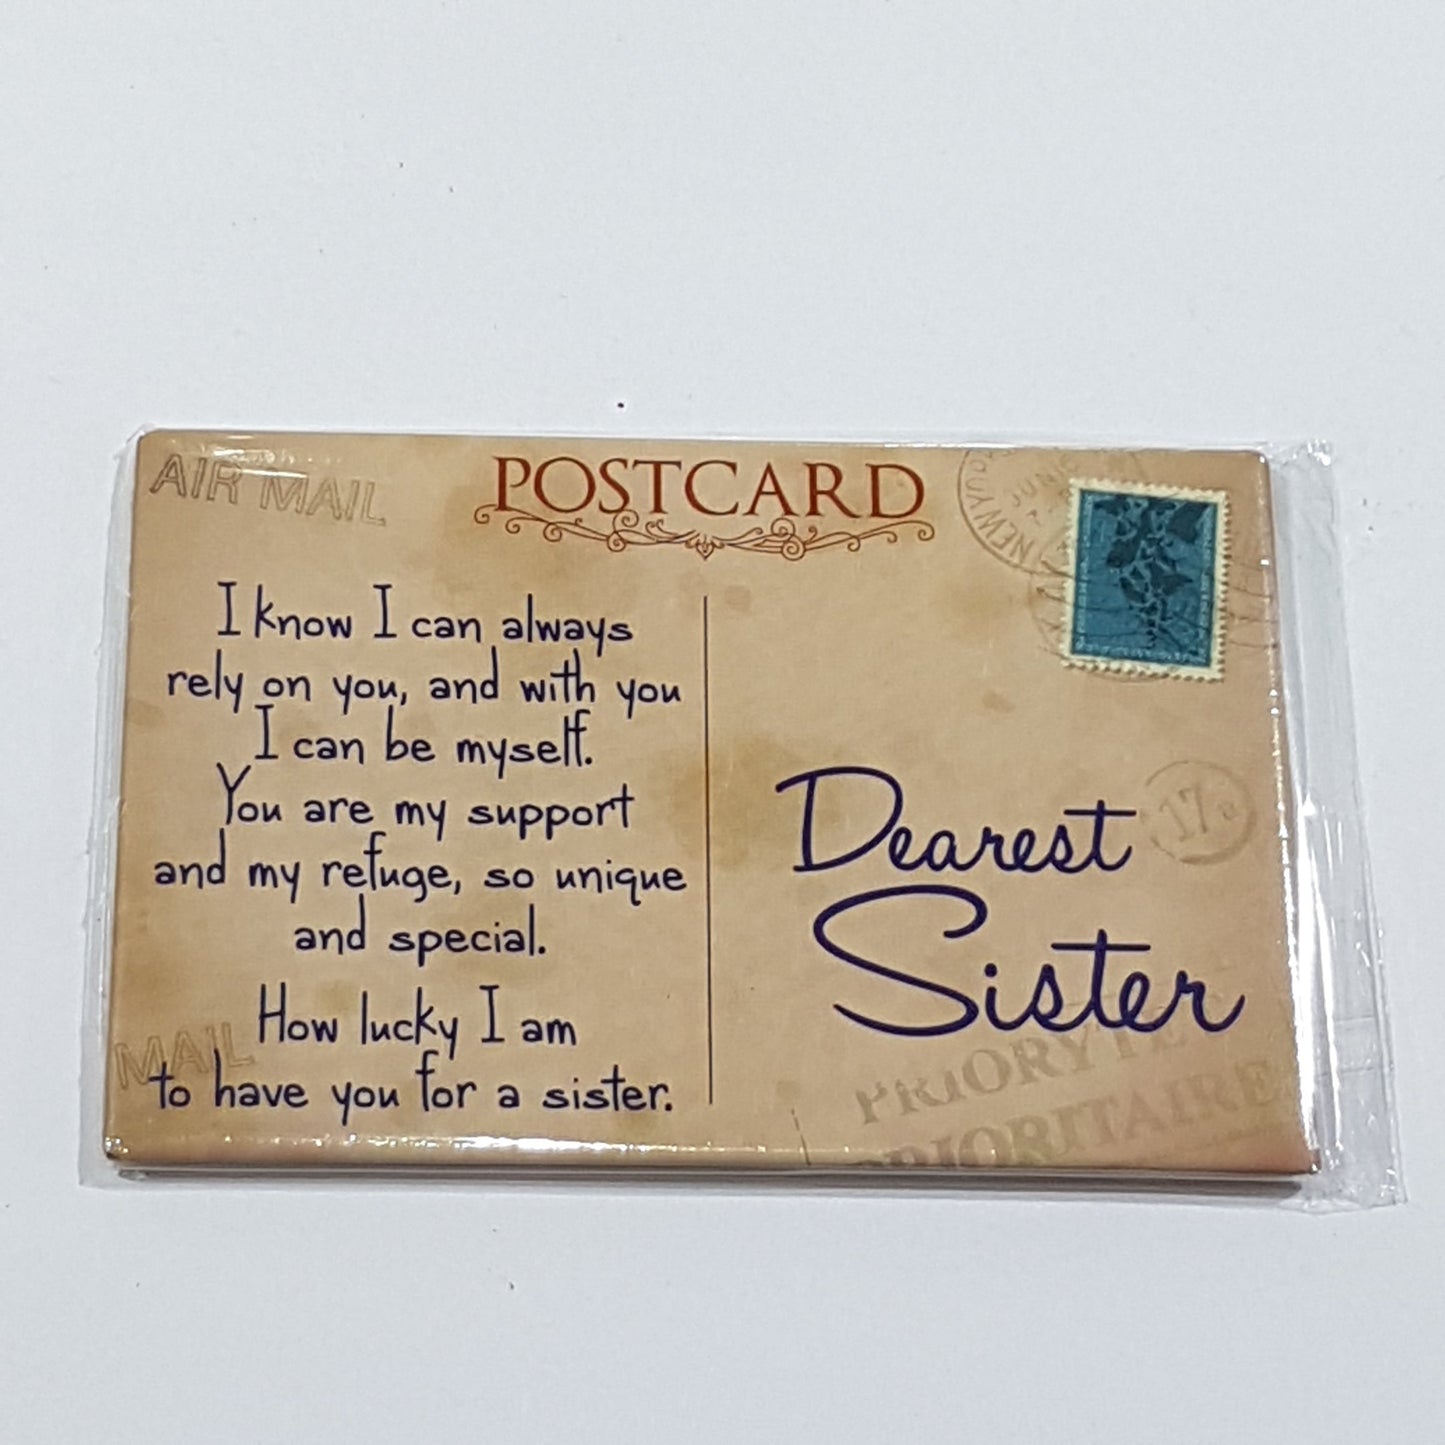 AIR MAIL
POSTCARD
I know I can always
rely on you, and with you
I can be myself.
You are my support
and my refuge, so unique
and special.
How lucky I am
to have you for a sister.
MAIL
Dearest
Sister
17a
PRIORITAIRE